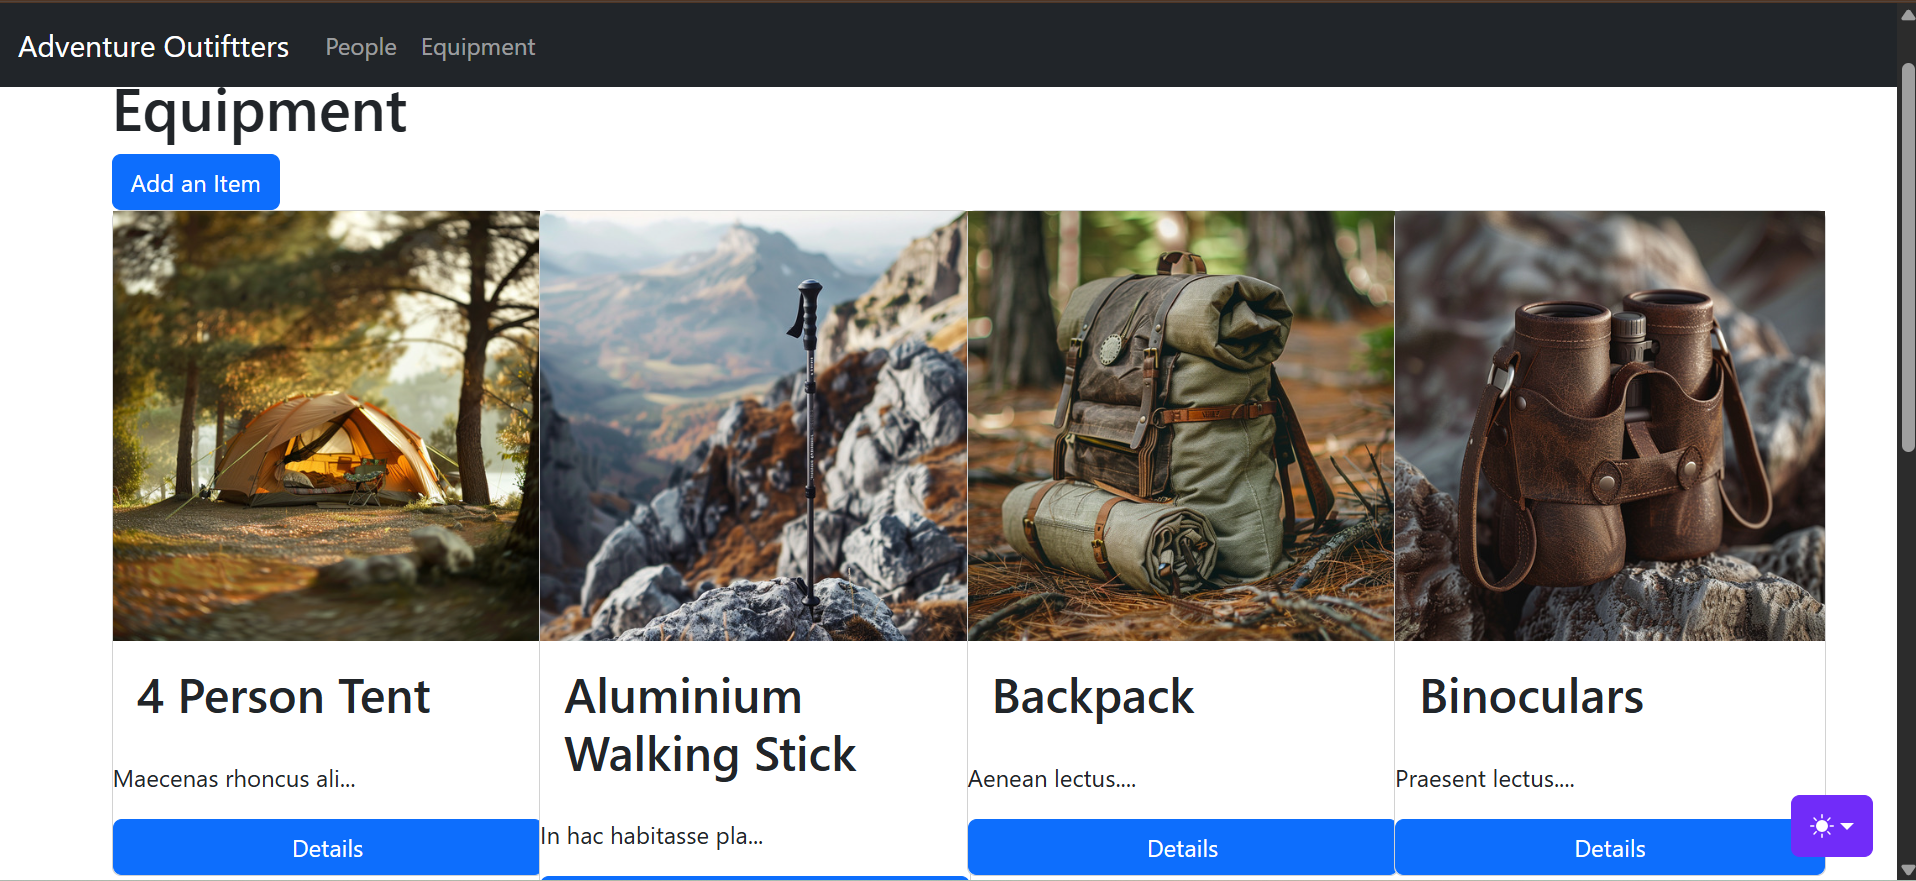 Adventure Outiftters People Equipment
Equipment
Add an Item
4 Person Tent
Maecenas rhoncus ali...
Details
Aluminium
Walking Stick
In hac habitasse pla...
Backpack
Aenean lectus....
Details
Binoculars
Praesent lectus....
Details